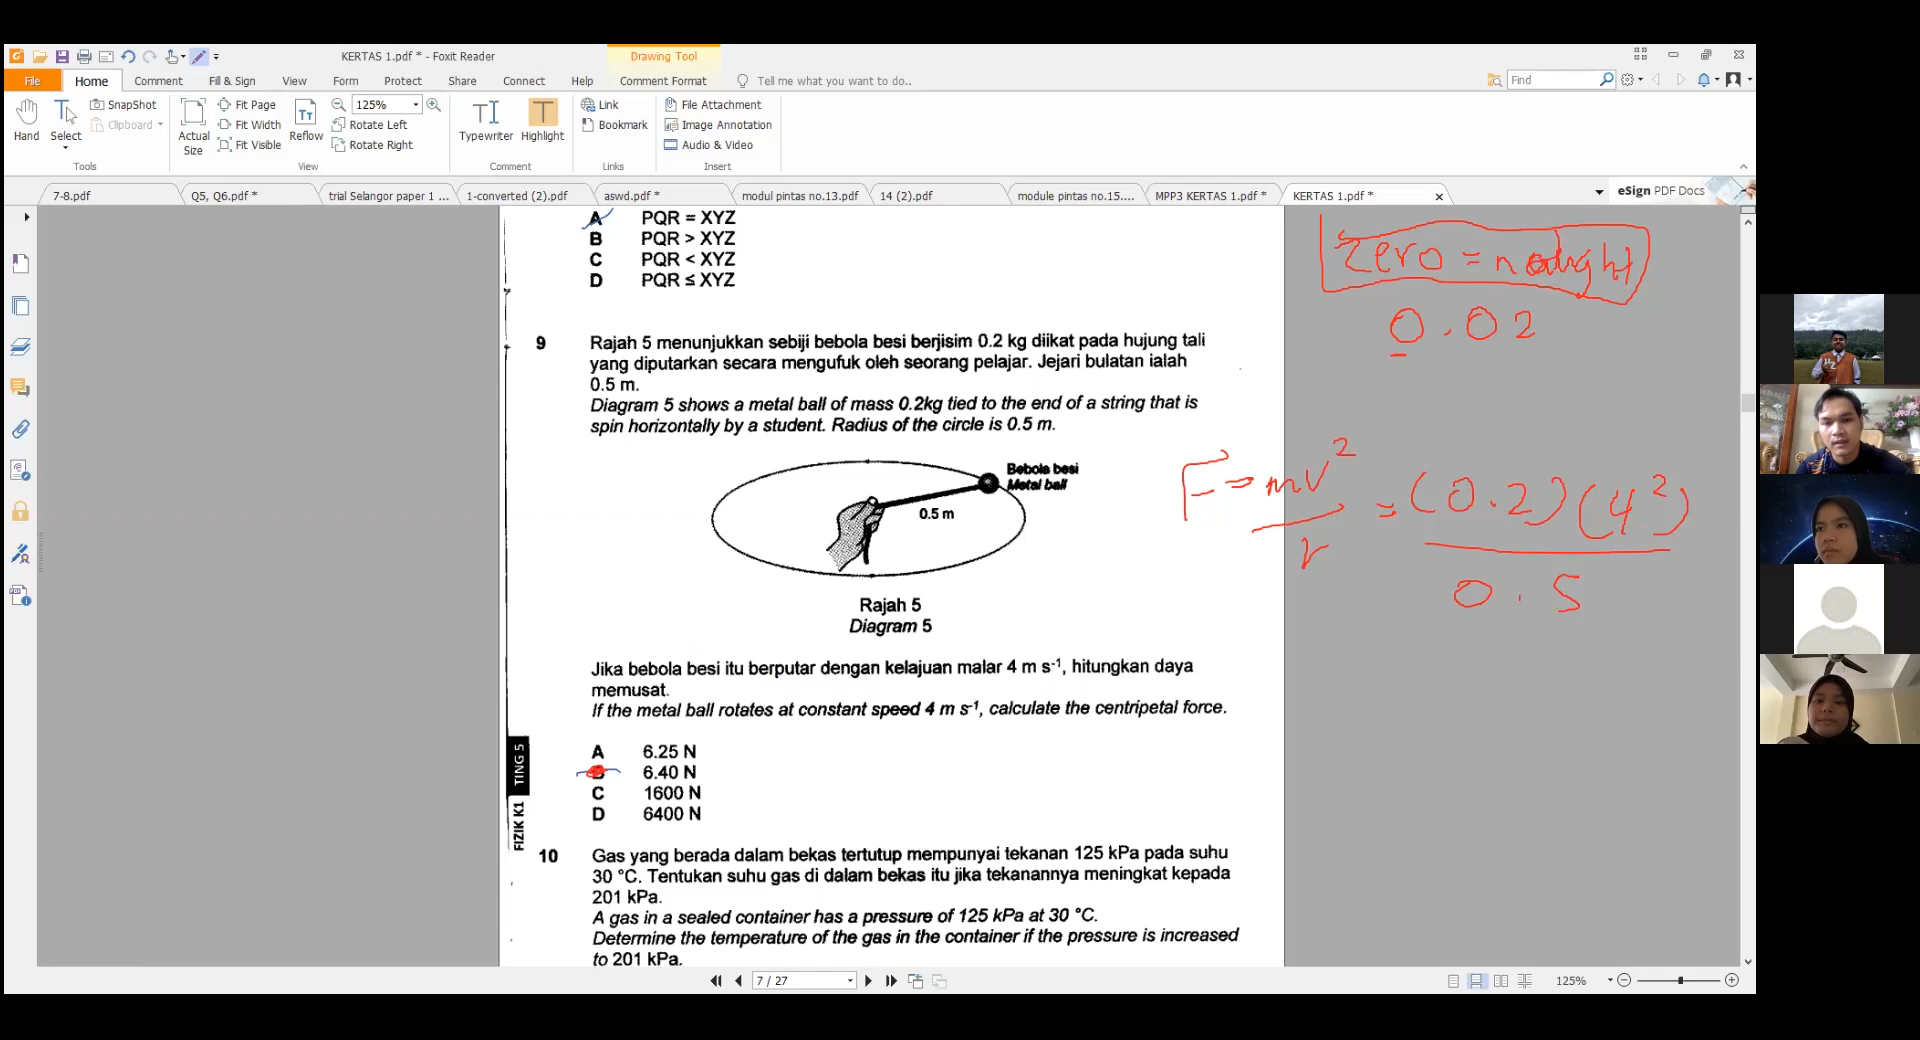 KERTAS 1.pdf * - Foxit Reader
Drawing Tool
File Home Comment Fill & Sign View Form Protect Share Connect Help Comment Format Tell me what you want to do.. Find
Hand
Select
Tools
SnapShot
Clipboard
Actual Size
Fit Page
Fit Width
Fit Visible
Reflow
125%
Rotate Left
Rotate Right
View
Typewriter
Highlight
Comment
Link
Bookmark
Links
File Attachment
Image Annotation
Audio & Video
Insert
7-8.pdf Q5, Q6.pdf * trial Selangor paper 1 ... 1-converted (2).pdf aswd.pdf * modul pintas no.13.pdf 14 (2).pdf module pintas no.15.... MPP3 KERTAS 1.pdf * KERTAS 1.pdf * eSign PDF Docs
A PQR = XYZ
B PQR > XYZ
C PQR < XYZ
D PQR ≤ XYZ
zero =
0.02
9 Rajah 5 menunjukkan sebiji bebola besi berjisim 0.2 kg diikat pada hujung tali
yang diputarkan secara mengufuk oleh seorang pelajar. Jejari bulatan ialah
0.5 m.
Diagram 5 shows a metal ball of mass 0.2kg tied to the end of a string that is
spin horizontally by a student. Radius of the circle is 0.5 m.
Bebola besi
Metal ball
0.5 m
F = mv² / r = (0.2)(4²) / 0.5
Rajah 5
Diagram 5
Jika bebola besi itu berputar dengan kelajuan malar 4 m s⁻¹, hitungkan daya
memusat.
If the metal ball rotates at constant speed 4 m s⁻¹, calculate the centripetal force.
A 6.25 N
B 6.40 N
C 1600 N
D 6400 N
FIZIK K1 TING 5
10 Gas yang berada dalam bekas tertutup mempunyai tekanan 125 kPa pada suhu
30 °C. Tentukan suhu gas di dalam bekas itu jika tekanannya meningkat kepada
201 kPa.
A gas in a sealed container has a pressure of 125 kPa at 30 °C.
Determine the temperature of the gas in the container if the pressure is increased
to 201 kPa.
7 / 27
125%